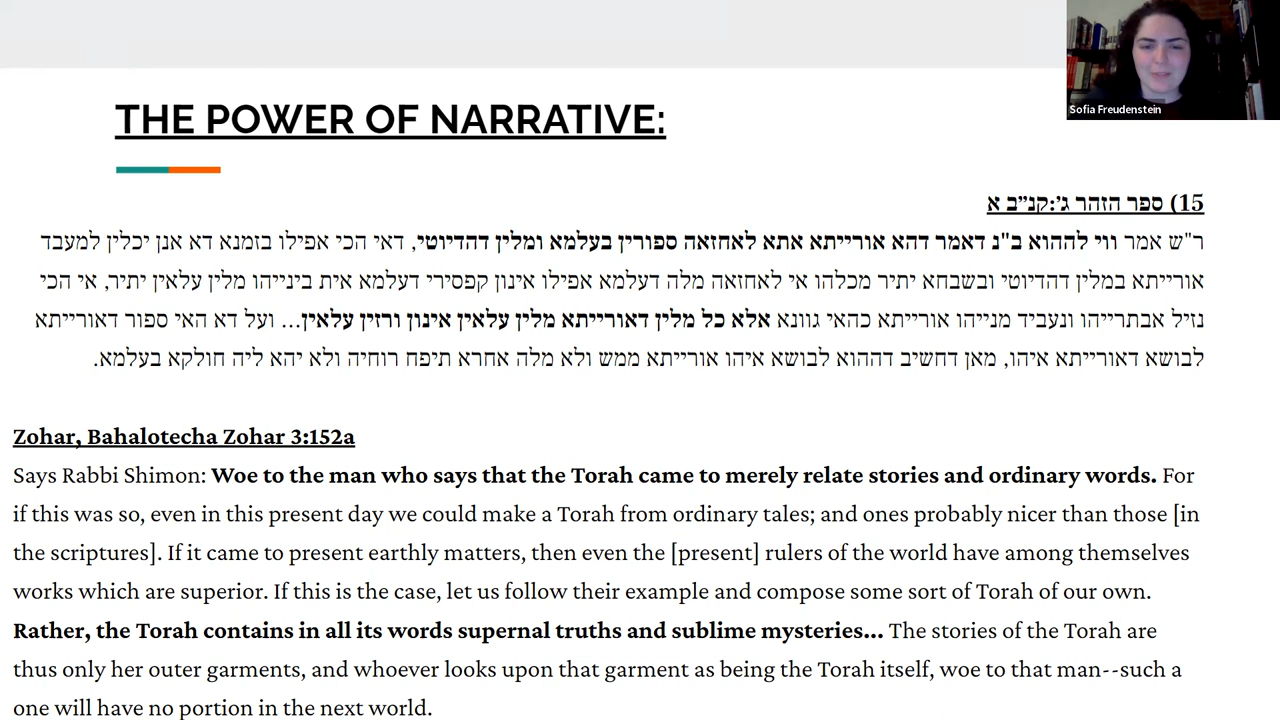 Sofia Freudenstein
THE POWER OF NARRATIVE:
15) ספר הזהר ג׳:קנ״ב א
ר"ש אמר ווי לההוא ב"נ דאמר דהא אורייתא אתא לאחזאה ספורין בעלמא ומלין דהדיוטי, דאי הכי אפילו בזמנא דא אנן יכלין למעבד
אורייתא במלין דהדיוטי ובשבחא יתיר מכלהו אי לאחזאה מלה דעלמא אפילו אינון קפסירי דעלמא אית בינייהו מלין עלאין יתיר, אי הכי
נזיל אבתרייהו ונעביד מנייהו אורייתא כהאי גוונא אלא כל מלין דאורייתא מלין עלאין אינון ורזין עלאין... ועל דא האי ספור דאורייתא
לבושא דאורייתא איהו, מאן דחשיב דההוא לבושא איהו אורייתא ממש ולא מלה אחרא תיפח רוחיה ולא יהא ליה חולקא בעלמא.
Zohar, Bahalotecha Zohar 3:152a
Says Rabbi Shimon: Woe to the man who says that the Torah came to merely relate stories and ordinary words. For
if this was so, even in this present day we could make a Torah from ordinary tales; and ones probably nicer than those [in
the scriptures]. If it came to present earthly matters, then even the [present] rulers of the world have among themselves
works which are superior. If this is the case, let us follow their example and compose some sort of Torah of our own.
Rather, the Torah contains in all its words supernal truths and sublime mysteries... The stories of the Torah are
thus only her outer garments, and whoever looks upon that garment as being the Torah itself, woe to that man--such a
one will have no portion in the next world.